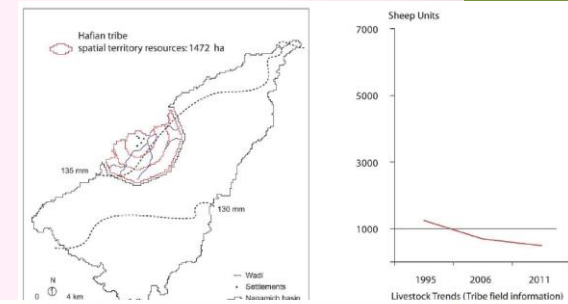 Hafian tribe
spatial territory resources: 1472 ha
135 mm
130 mm
N
0 4 km
Wadi
Settlements
Nagamich basin
Sheep Units
7000
5000
3000
1000
1995 2006 2011
Livestock Trends (Tribe field information)